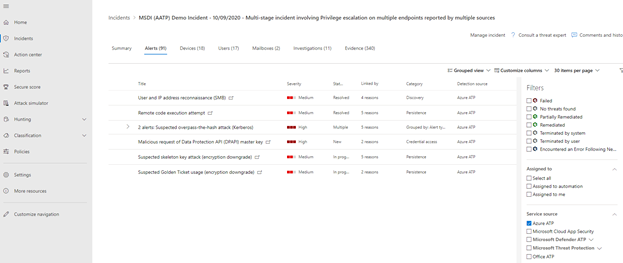 Incidents > MSDI (AATP) Demo Incident - 10/09/2020 - Multi-stage incident involving Privilege escalation on multiple endpoints reported by multiple sources
Manage incident ? Consult a threat expert Comments and histo
Home
Incidents
Action center
Reports
Secure score
Attack simulator
Hunting
Classification
Policies
Settings
More resources
Customize navigation
Summary Alerts (91) Devices (18) Users (17) Mailboxes (2) Investigations (11) Evidence (340)
Grouped view Customize columns 30 items per page
Title Severity Stat... Linked by Category Detection source
User and IP address reconnaissance (SMB) Medium Resolved 4 reasons Discovery Azure ATP
Remote code execution attempt Medium Resolved 5 reasons Persistence Azure ATP
2 alerts: Suspected overpass-the-hash attack (Kerberos) High Multiple 5 reasons Grouped by: Alert ty... Azure ATP
Malicious request of Data Protection API (DPAPI) master key High New 2 reasons Credential access Azure ATP
Suspected skeleton key attack (encryption downgrade) Medium In prog... 3 reasons Persistence Azure ATP
Suspected Golden Ticket usage (encryption downgrade) Medium In prog... 2 reasons Persistence Azure ATP
Filters
Failed
No threats found
Partially Remediated
Remediated
Terminated by system
Terminated by user
Encountered an Error Following Ne...
Assigned to
Select all
Assigned to automation
Assigned to me
Service source
Azure ATP
Microsoft Cloud App Security
Microsoft Defender ATP
Microsoft Threat Protection
Office ATP